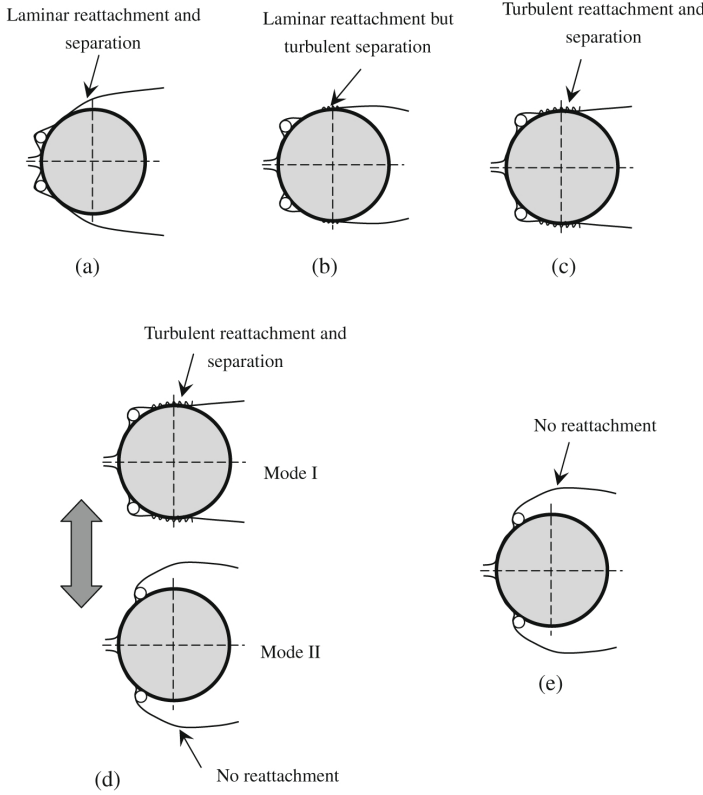 Laminar reattachment and
separation
Laminar reattachment but
turbulent separation
Turbulent reattachment and
separation
(a)
(b)
(c)
Turbulent reattachment and
separation
Mode I
No reattachment
Mode II
(e)
No reattachment
(d)